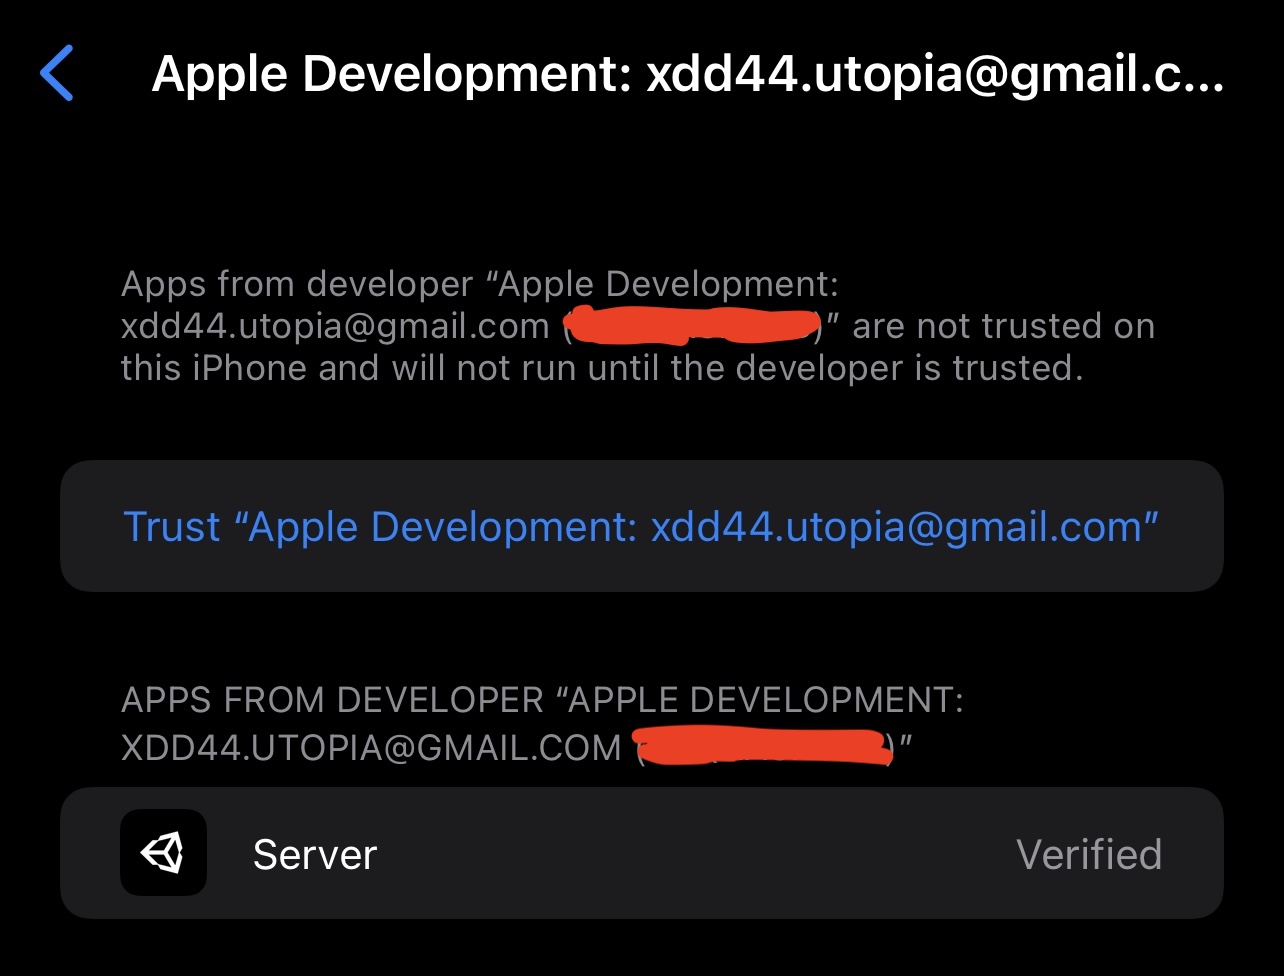 Apple Development: xdd44.utopia@gmail.c...
Apps from developer “Apple Development:
xdd44.utopia@gmail.com ( )” are not trusted on
this iPhone and will not run until the developer is trusted.
Trust “Apple Development: xdd44.utopia@gmail.com”
APPS FROM DEVELOPER “APPLE DEVELOPMENT:
XDD44.UTOPIA@GMAIL.COM ( )”
Server
Verified